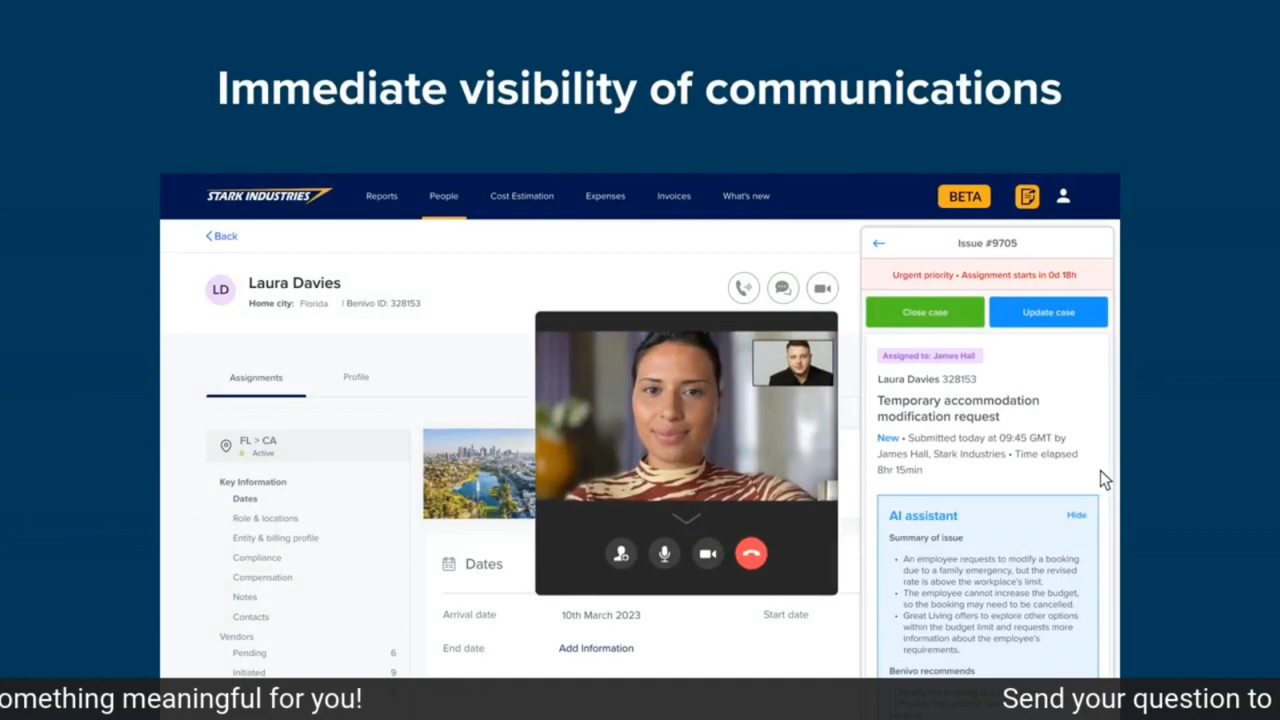 Immediate visibility of communications
STARK INDUSTRIES
Reports
People
Cost Estimation
Expenses
Invoices
What's new
BETA
Back
LD
Laura Davies
Home city: Florida | Benivo ID: 328153
Assignments
Profile
FL > CA
Active
Key Information
Dates
Role & locations
Entity & billing profile
Compliance
Compensation
Notes
Contacts
Vendors
Pending 6
Initiated 9
Dates
Arrival date 10th March 2023 Start date
End date Add Information
Issue #9705
Urgent priority • Assignment starts in 0d 18h
Close case
Update case
Assigned to: James Hall
Laura Davies 328153
Temporary accommodation
modification request
New • Submitted today at 09:45 GMT by
James Hall, Stark Industries • Time elapsed
8hr 15min
AI assistant
Hide
Summary of issue
• An employee requests to modify a booking
due to a family emergency, but the revised
rate is above the workplace's limit.
• The employee cannot increase the budget,
so the booking may need to be cancelled.
• Great Living offers to explore other options
within the budget limit and requests more
information about the employee's
requirements.
Benivo recommends
omething meaningful for you!
Send your question to